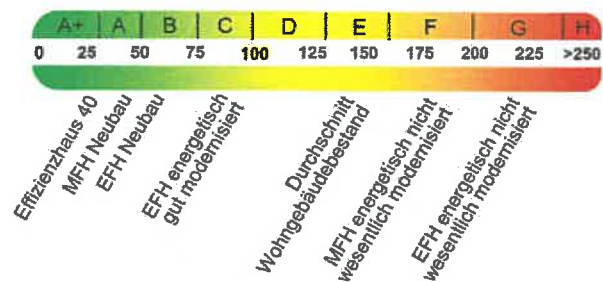 A+ A B C D E F G H
0 25 50 75 100 125 150 175 200 225 >250
Effizienzhaus 40
MFH Neubau
EFH Neubau
EFH energetisch
gut modernisiert
Durchschnitt
Wohngebäudebestand
MFH energetisch nicht
wesentlich modernisiert
EFH energetisch nicht
wesentlich modernisiert